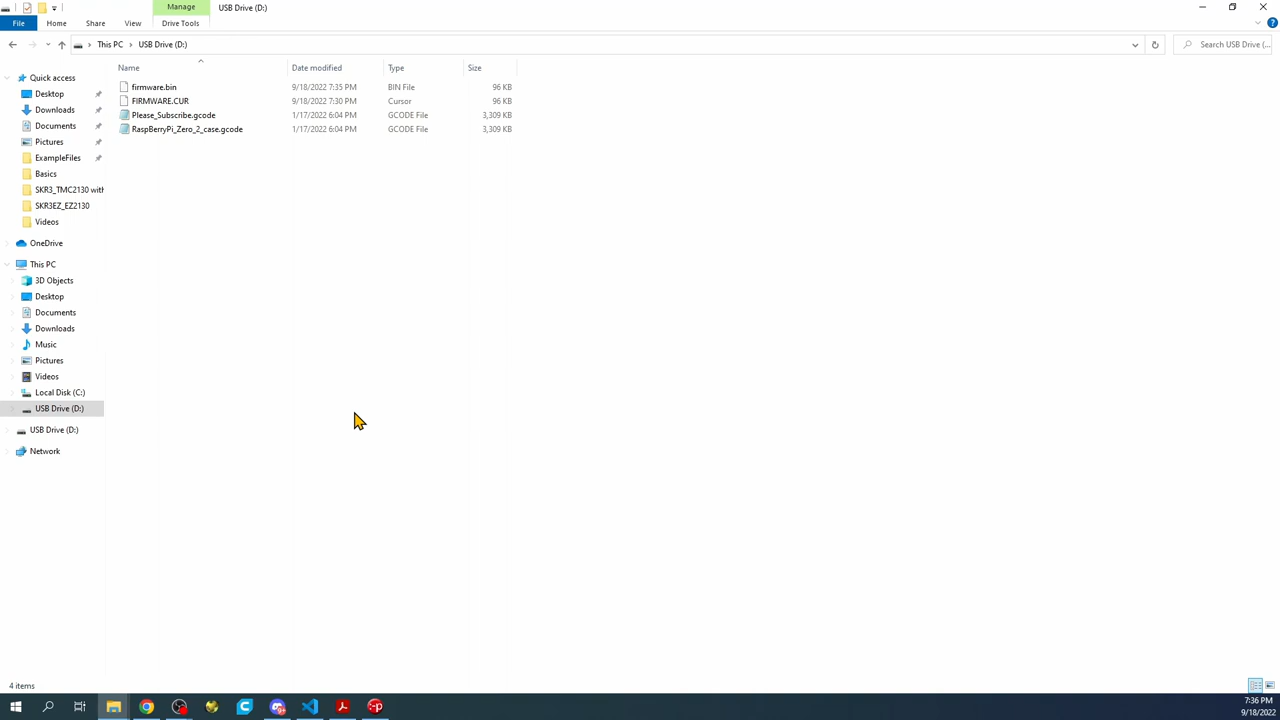 Manage
USB Drive (D:)
File
Home
Share
View
Drive Tools
This PC
USB Drive (D:)
Search USB Drive (...
Name
Date modified
Type
Size
firmware.bin
9/18/2022 7:35 PM
BIN File
96 KB
FIRMWARE.CUR
9/18/2022 7:30 PM
Cursor
96 KB
Please_Subscribe.gcode
1/17/2022 6:04 PM
GCODE File
3,309 KB
RaspBerryPi_Zero_2_case.gcode
1/17/2022 6:04 PM
GCODE File
3,309 KB
Quick access
Desktop
Downloads
Documents
Pictures
ExampleFiles
Basics
SKR3_TMC2130 with
SKR3EZ_EZ2130
Videos
OneDrive
This PC
3D Objects
Desktop
Documents
Downloads
Music
Pictures
Videos
Local Disk (C:)
USB Drive (D:)
USB Drive (D:)
Network
4 items
7:36 PM
9/18/2022